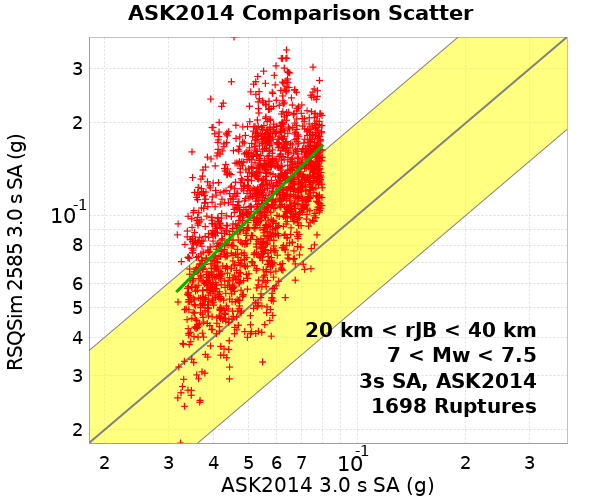 ASK2014 Comparison Scatter
RSQSim 2585 3.0 s SA (g)
3
2
10-1
8
6
5
4
3
2
20 km < rJB < 40 km
7 < Mw < 7.5
3s SA, ASK2014
1698 Ruptures
2 3 4 5 6 7 10-1 2 3
ASK2014 3.0 s SA (g)